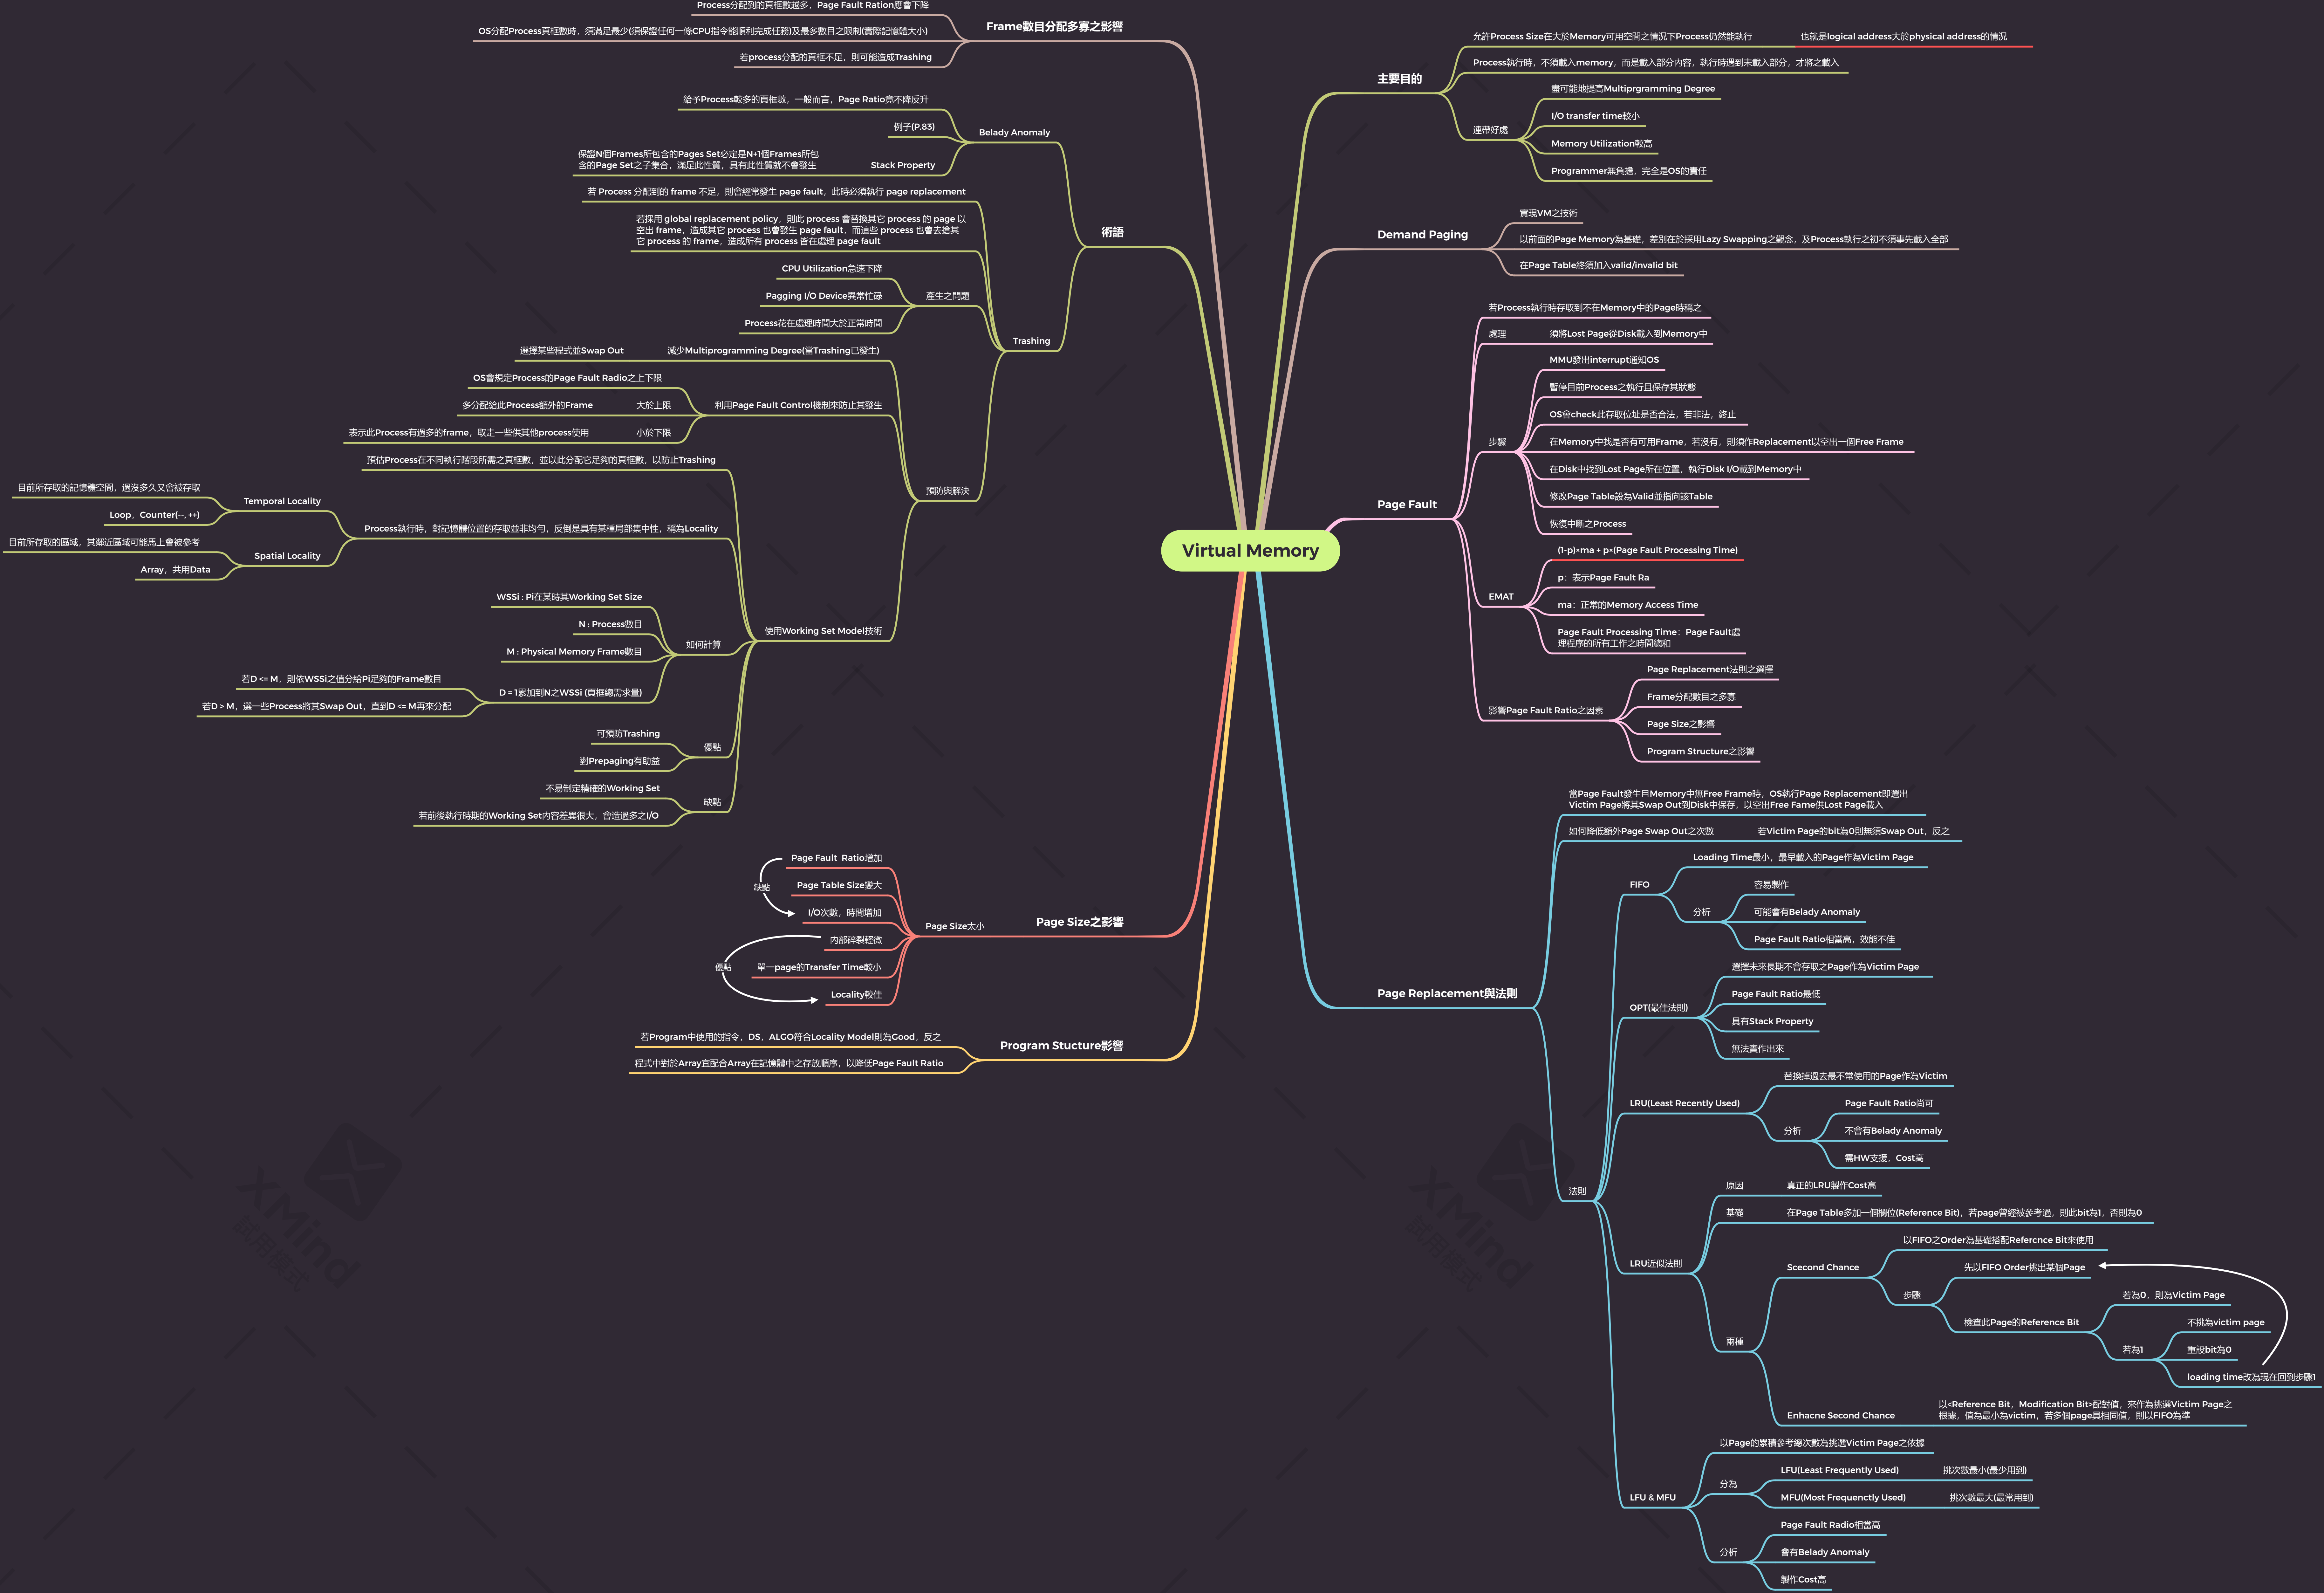 Virtual Memory
主要目的
允許Process Size在大於Memory可用空間之情況下Process仍然能執行
也就是logical address大於physical address的情況
Process執行時，不須載入memory，而是載入部分內容，執行時遇到未載入部分，才將之載入
連帶好處
盡可能地提高Multiprgramming Degree
I/O transfer time較小
Memory Utilization較高
Programmer無負擔，完全是OS的責任
Demand Paging
實現VM之技術
以前面的Page Memory為基礎，差別在於採用Lazy Swapping之觀念，及Process執行之初不須事先載入全部
在Page Table終須加入valid/invalid bit
Page Fault
若Process執行時存取到不在Memory中的Page時稱之
處理
須將Lost Page從Disk載入到Memory中
步驟
MMU發出interrupt通知OS
暫停目前Process之執行且保存其狀態
OS會check此存取位址是否合法，若非法，終止
在Memory中找是否有可用Frame，若沒有，則須作Replacement以空出一個Free Frame
在Disk中找到Lost Page所在位置，執行Disk I/O載到Memory中
修改Page Table設為Valid並指向該Table
恢復中斷之Process
EMAT
(1-p)×ma + p×(Page Fault Processing Time)
p：表示Page Fault Ra
ma：正常的Memory Access Time
Page Fault Processing Time：Page Fault處
理程序的所有工作之時間總和
影響Page Fault Ratio之因素
Page Replacement法則之選擇
Frame分配數目之多寡
Page Size之影響
Program Structure之影響
Page Replacement與法則
當Page Fault發生且Memory中無Free Frame時，OS執行Page Replacement即選出
Victim Page將其Swap Out到Disk中保存，以空出Free Fame供Lost Page載入
如何降低額外Page Swap Out之次數
若Victim Page的bit為0則無須Swap Out，反之
法則
FIFO
Loading Time最小，最早載入的Page作為Victim Page
分析
容易製作
可能會有Belady Anomaly
Page Fault Ratio相當高，效能不佳
OPT(最佳法則)
選擇未來長期不會存取之Page作為Victim Page
Page Fault Ratio最低
具有Stack Property
無法實作出來
LRU(Least Recently Used)
替換掉過去最不常使用的Page作為Victim
分析
Page Fault Ratio尚可
不會有Belady Anomaly
需HW支援，Cost高
LRU近似法則
原因
真正的LRU製作Cost高
基礎
在Page Table多加一個欄位(Reference Bit)，若page曾經被參考過，則此bit為1，否則為0
兩種
Scecond Chance
以FIFO之Order為基礎搭配Refercnce Bit來使用
步驟
先以FIFO Order挑出某個Page
檢查此Page的Reference Bit
若為0，則為Victim Page
若為1
不挑為victim page
重設bit為0
loading time改為現在回到步驟1
Enhacne Second Chance
以<Reference Bit，Modification Bit>配對值，來作為挑選Victim Page之
根據，值為最小為victim，若多個page具相同值，則以FIFO為準
LFU & MFU
以Page的累積參考總次數為挑選Victim Page之依據
分為
LFU(Least Frequently Used)
挑次數最小(最少用到)
MFU(Most Frequenctly Used)
挑次數最大(最常用到)
分析
Page Fault Radio相當高
會有Belady Anomaly
製作Cost高
Frame數目分配多寡之影響
Process分配到的頁框數越多，Page Fault Ration應會下降
OS分配Process頁框數時，須滿足最少(須保證任何一條CPU指令能順利完成任務)及最多數目之限制(實際記憶體大小)
若process分配的頁框不足，則可能造成Trashing
術語
Belady Anomaly
給予Process較多的頁框數，一般而言，Page Ratio竟不降反升
例子(P.83)
Stack Property
保證N個Frames所包含的Pages Set必定是N+1個Frames所包
含的Page Set之子集合，滿足此性質，具有此性質就不會發生
Trashing
若 Process 分配到的 frame 不足，則會經常發生 page fault，此時必須執行 page replacement
若採用 global replacement policy，則此 process 會替換其它 process 的 page 以
空出 frame，造成其它 process 也會發生 page fault，而這些 process 也會去搶其
它 process 的 frame，造成所有 process 皆在處理 page fault
產生之問題
CPU Utilization急速下降
Pagging I/O Device異常忙碌
Process花在處理時間大於正常時間
預防與解決
減少Multiprogramming Degree(當Trashing已發生)
選擇某些程式並Swap Out
利用Page Fault Control機制來防止其發生
OS會規定Process的Page Fault Radio之上下限
大於上限
多分配給此Process額外的Frame
小於下限
表示此Process有過多的frame，取走一些供其他process使用
使用Working Set Model技術
預估Process在不同執行階段所需之頁框數，並以此分配它足夠的頁框數，以防止Trashing
Process執行時，對記憶體位置的存取並非均勻，反倒是具有某種局部集中性，稱為Locality
Temporal Locality
目前所存取的記憶體空間，過沒多久又會被存取
Loop，Counter(--, ++)
Spatial Locality
目前所存取的區域，其鄰近區域可能馬上會被參考
Array，共用Data
如何計算
WSSi : Pi在某時其Working Set Size
N : Process數目
M : Physical Memory Frame數目
D = 1累加到N之WSSi (頁框總需求量)
若D <= M，則依WSSi之值分給Pi足夠的Frame數目
若D > M，選一些Process將其Swap Out，直到D <= M再來分配
優點
可預防Trashing
對Prepaging有助益
缺點
不易制定精確的Working Set
若前後執行時期的Working Set內容差異很大，會造過多之I/O
Page Size之影響
Page Size太小
Page Fault  Ratio增加
Page Table Size變大
I/O次數，時間增加
缺點
內部碎裂輕微
單一page的Transfer Time較小
Locality較佳
優點
Program Stucture影響
若Program中使用的指令，DS，ALGO符合Locality Model則為Good，反之
程式中對於Array宜配合Array在記憶體中之存放順序，以降低Page Fault Ratio
XMind
試用模式
XMind
試用模式